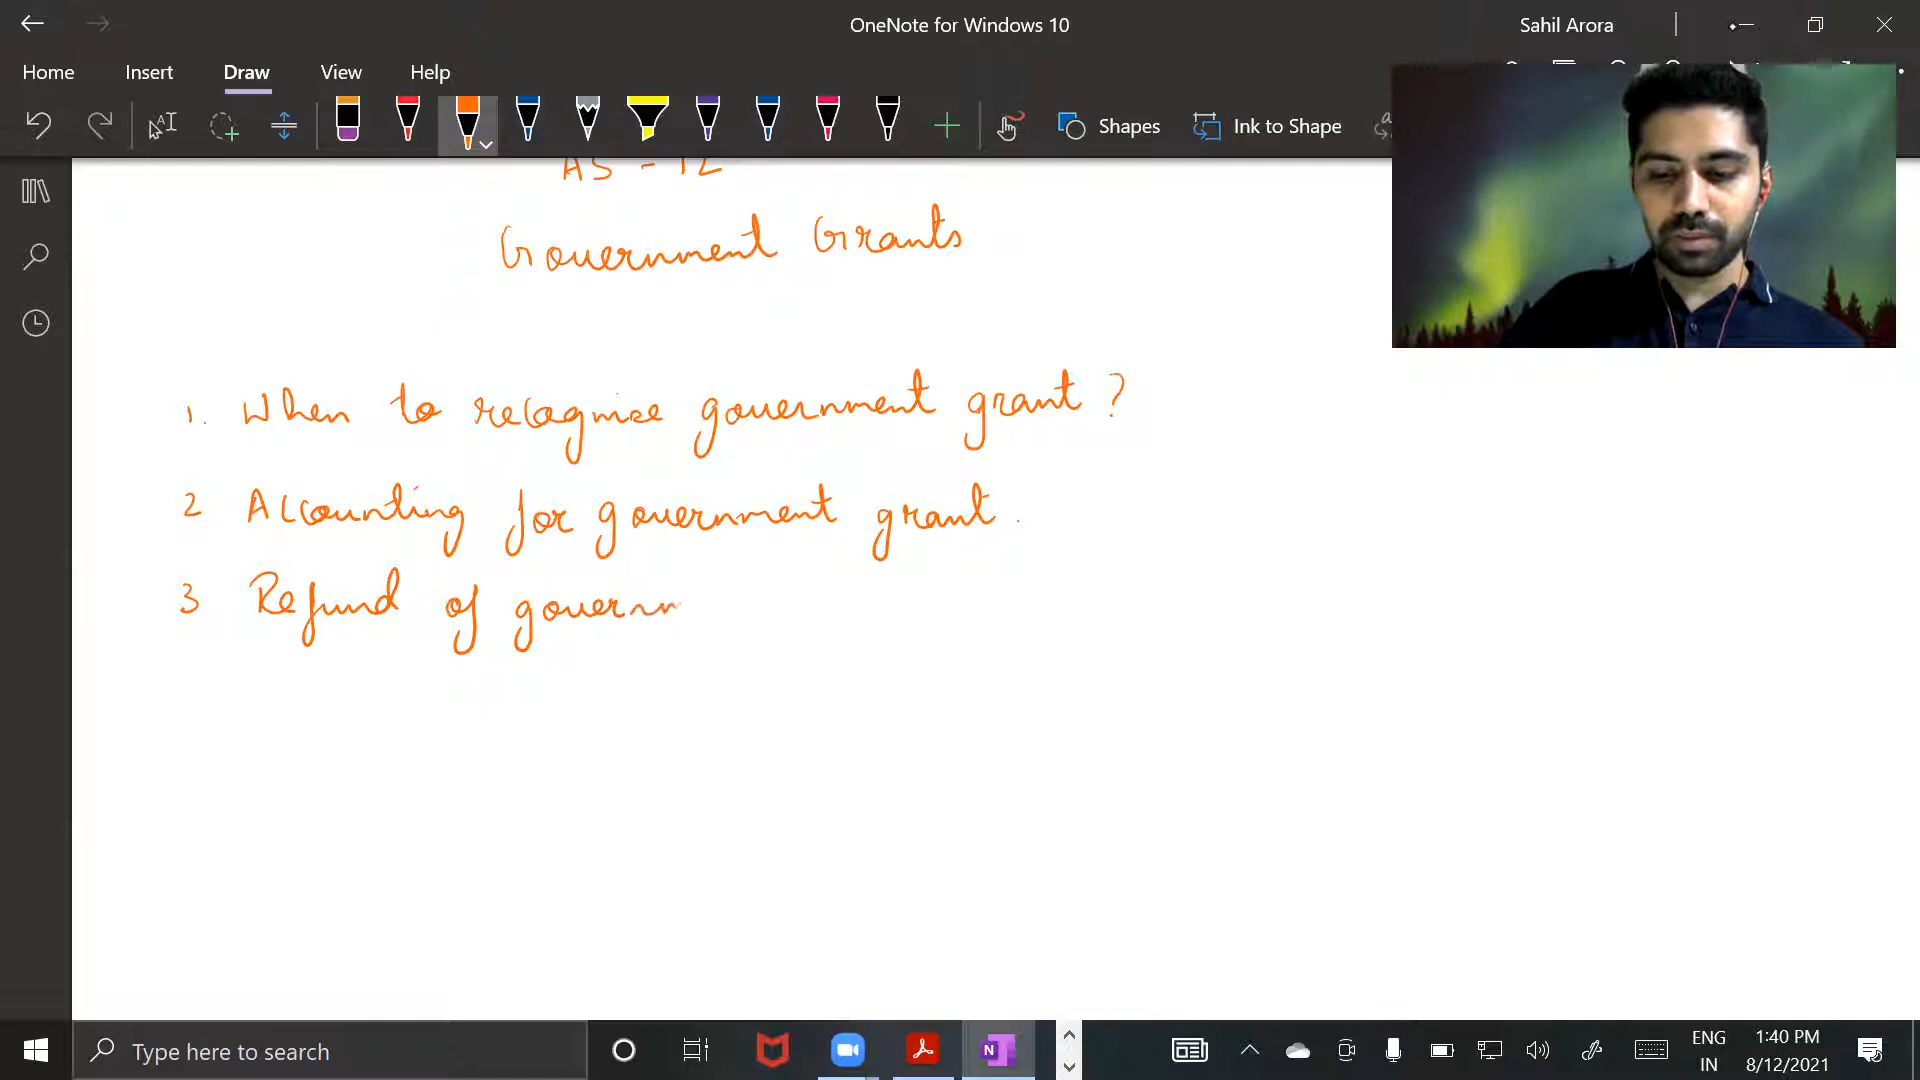 OneNote for Windows 10
Sahil Arora
Home Insert Draw View Help
Shapes Ink to Shape
AS - 12
Government Grants
1. When to recognise government grant ?
2 Accounting for government grant .
3 Refund of governm
Type here to search
N
ENG
IN
1:40 PM
8/12/2021